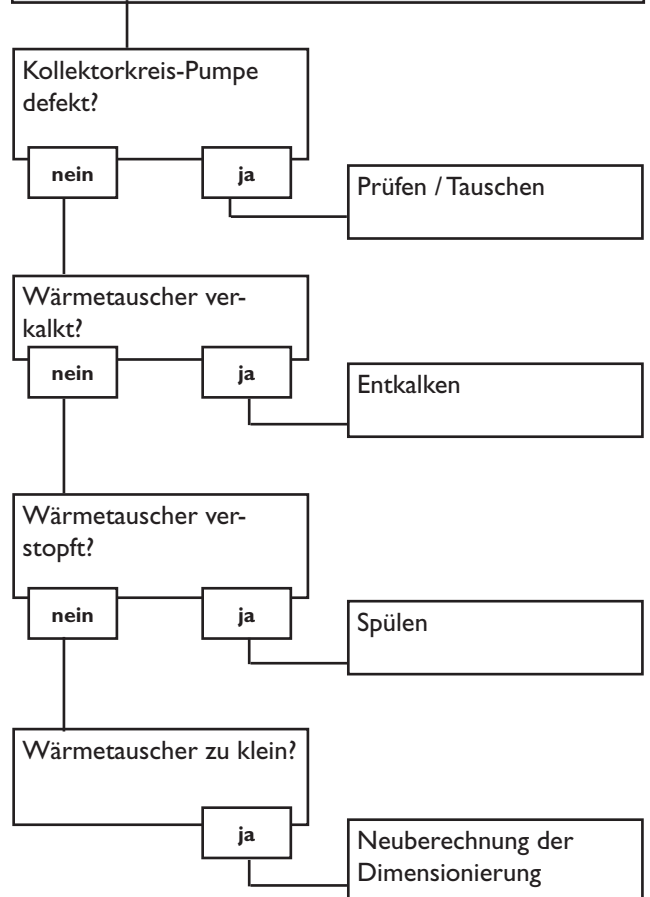 Kollektorkreis-Pumpe
defekt?
nein
ja
Prüfen / Tauschen
Wärmetauscher ver-
kalkt?
nein
ja
Entkalken
Wärmetauscher ver-
stopft?
nein
ja
Spülen
Wärmetauscher zu klein?
ja
Neuberechnung der
Dimensionierung